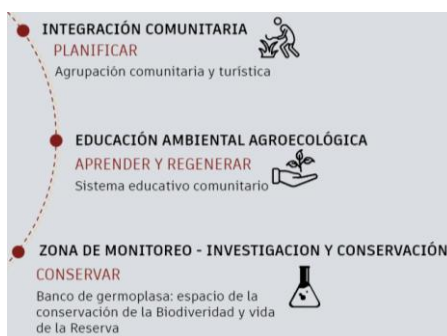 INTEGRACIÓN COMUNITARIA
PLANIFICAR
Agrupación comunitaria y turística
EDUCACIÓN AMBIENTAL AGROECOLÓGICA
APRENDER Y REGENERAR
Sistema educativo comunitario
ZONA DE MONITOREO - INVESTIGACION Y CONSERVACIÓN
CONSERVAR
Banco de germoplasa: espacio de la
conservación de la Biodiveridad y vida
de la Reserva